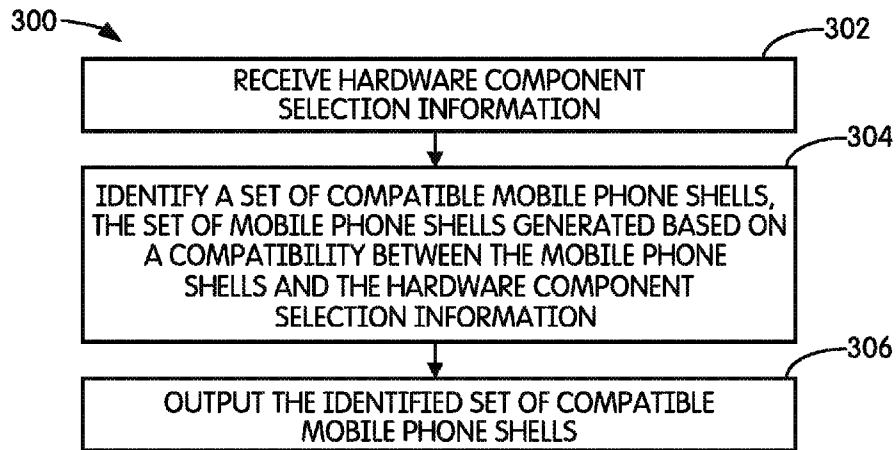 300
302
RECEIVE HARDWARE COMPONENT
SELECTION INFORMATION
304
IDENTIFY A SET OF COMPATIBLE MOBILE PHONE SHELLS,
THE SET OF MOBILE PHONE SHELLS GENERATED BASED ON
A COMPATIBILITY BETWEEN THE MOBILE PHONE
SHELLS AND THE HARDWARE COMPONENT
SELECTION INFORMATION
306
OUTPUT THE IDENTIFIED SET OF COMPATIBLE
MOBILE PHONE SHELLS